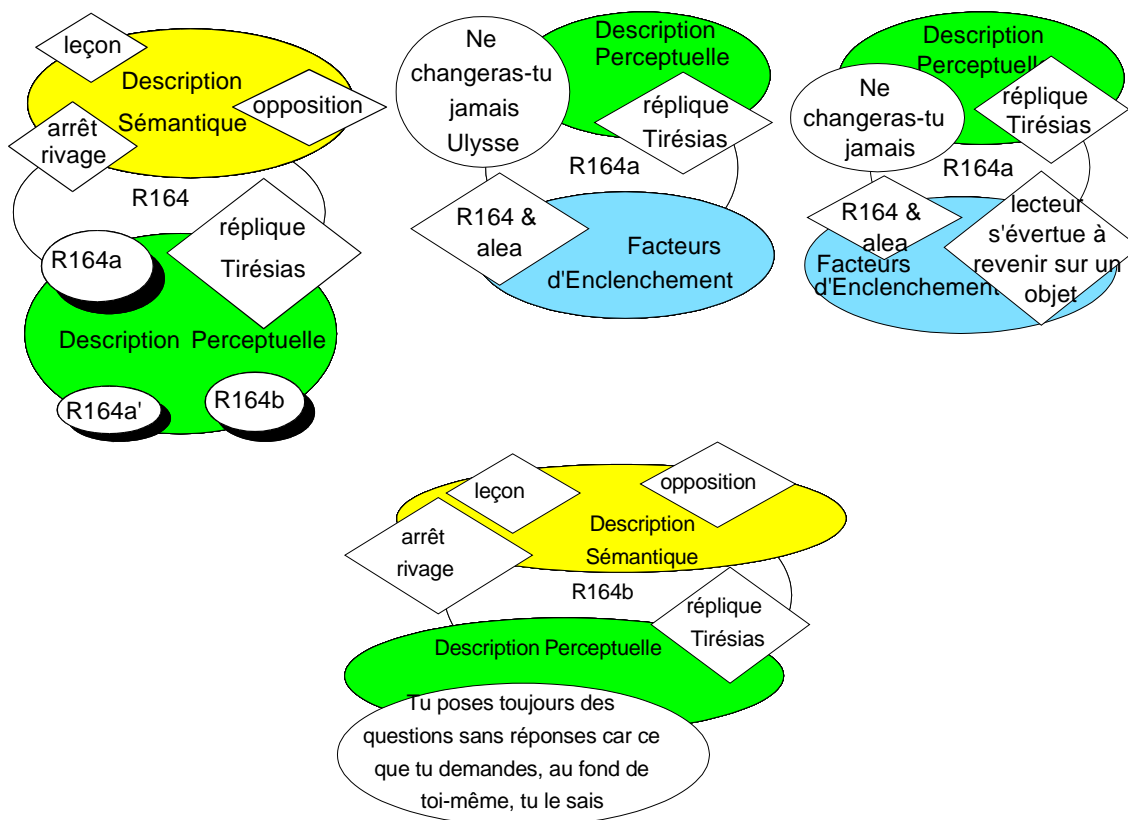 leçon
Description
Sémantique
opposition
arrêt
rivage
R164
réplique
Tirésias
R164a
Description Perceptuelle
R164a'
R164b
Ne
changeras-tu
jamais
Ulysse
Description
Perceptuelle
réplique
Tirésias
R164a
R164 &
alea
Facteurs
d'Enclenchement
Description
Perceptuelle
Ne
changeras-tu
jamais
réplique
Tirésias
R164a
R164 &
alea
lecteur
s'évertue à
revenir sur un
objet
Facteurs
d'Enclenchement
leçon
opposition
Description
Sémantique
arrêt
rivage
R164b
réplique
Tirésias
Description Perceptuelle
Tu poses toujours des
questions sans réponses car ce
que tu demandes, au fond de
toi-même, tu le sais